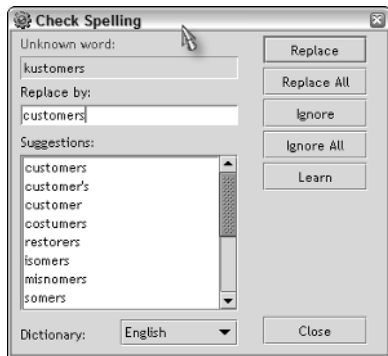 Check Spelling
Unknown word:
kustomers
Replace by:
customers
Suggestions:
customers
customer's
customer
costumers
restorers
isomers
misnomers
somers
Dictionary:
English
Replace
Replace All
Ignore
Ignore All
Learn
Close